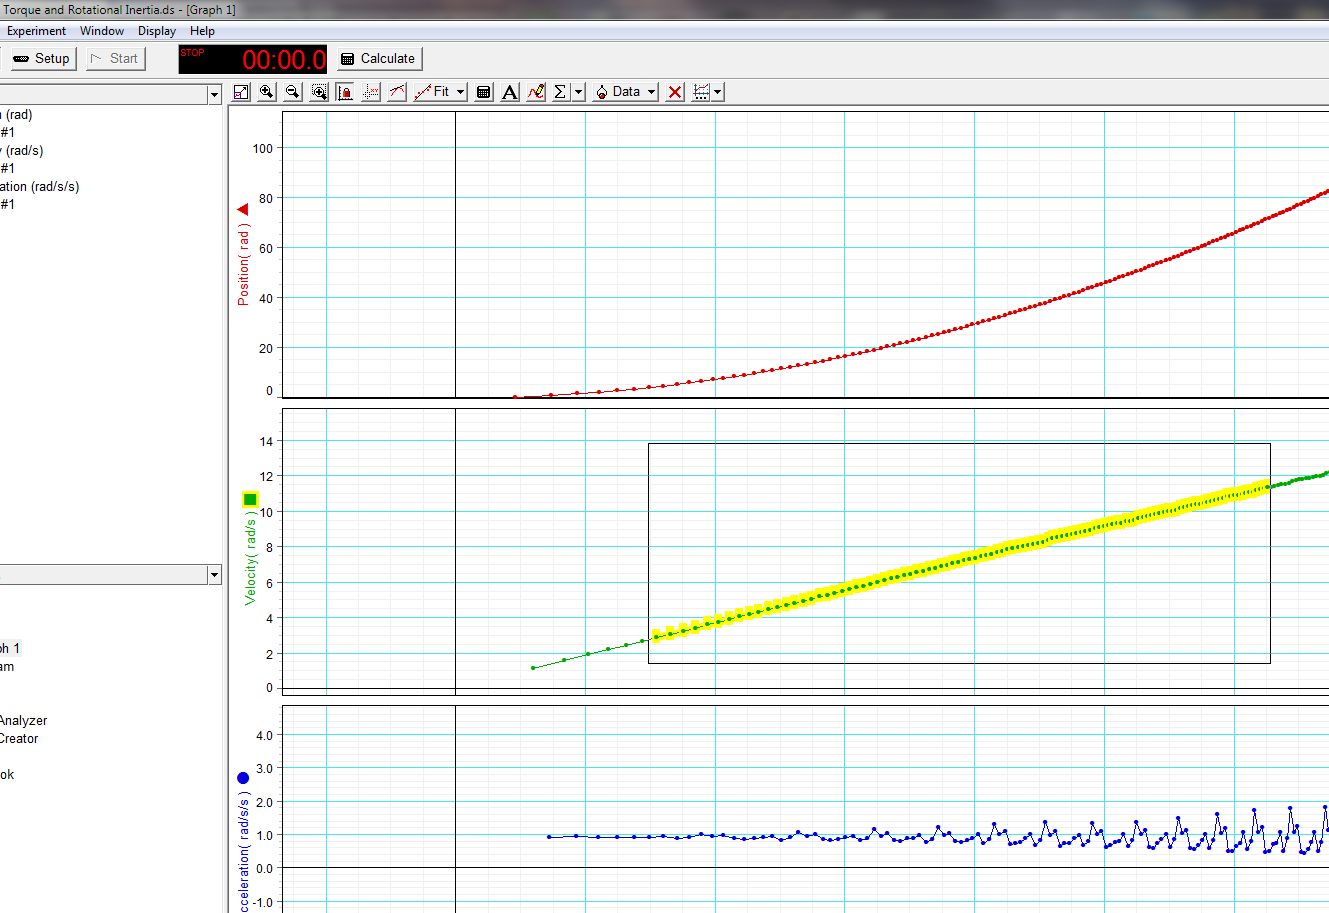 Torque and Rotational Inertia.ds - [Graph 1]
Experiment Window Display Help
Setup Start STOP 00:00.0 Calculate
Fit A Σ Data
(rad)
#1
(rad/s)
#1
ation (rad/s/s)
#1
ph 1
am
Analyzer
Creator
ok
Position( rad )
100
80
60
40
20
0
Velocity( rad/s )
14
12
10
8
6
4
2
0
cceleration( rad/s/s )
4.0
3.0
2.0
1.0
0.0
-1.0